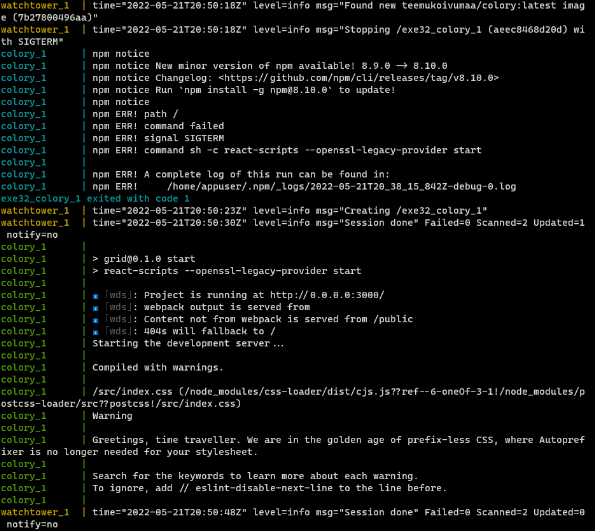 watchtower_1  | time="2022-05-21T20:50:18Z" level=info msg="Found new teemukoivumaa/colory:latest imag
e (7b27800496aa)"
watchtower_1  | time="2022-05-21T20:50:18Z" level=info msg="Stopping /exe32_colory_1 (aeec8468d20d) wi
th SIGTERM"
colory_1      | npm notice
colory_1      | npm notice New minor version of npm available! 8.9.0 -> 8.10.0
colory_1      | npm notice Changelog: <https://github.com/npm/cli/releases/tag/v8.10.0>
colory_1      | npm notice Run `npm install -g npm@8.10.0` to update!
colory_1      | npm notice
colory_1      | npm ERR! path /
colory_1      | npm ERR! command failed
colory_1      | npm ERR! signal SIGTERM
colory_1      | npm ERR! command sh -c react-scripts --openssl-legacy-provider start
colory_1      |
colory_1      | npm ERR! A complete log of this run can be found in:
colory_1      | npm ERR!     /home/appuser/.npm/_logs/2022-05-21T20_38_15_842Z-debug-0.log
exe32_colory_1 exited with code 1
watchtower_1  | time="2022-05-21T20:50:23Z" level=info msg="Creating /exe32_colory_1"
watchtower_1  | time="2022-05-21T20:50:30Z" level=info msg="Session done" Failed=0 Scanned=2 Updated=1
 notify=no
colory_1      |
colory_1      | > grid@0.1.0 start
colory_1      | > react-scripts --openssl-legacy-provider start
colory_1      |
colory_1      | ℹ ｢wds｣: Project is running at http://0.0.0.0:3000/
colory_1      | ℹ ｢wds｣: webpack output is served from
colory_1      | ℹ ｢wds｣: Content not from webpack is served from /public
colory_1      | ℹ ｢wds｣: 404s will fallback to /
colory_1      | Starting the development server...
colory_1      |
colory_1      | Compiled with warnings.
colory_1      |
colory_1      | /src/index.css (/node_modules/css-loader/dist/cjs.js??ref--6-oneOf-3-1!/node_modules/p
ostcss-loader/src??postcss!/src/index.css)
colory_1      | Warning
colory_1      |
colory_1      | Greetings, time traveller. We are in the golden age of prefix-less CSS, where Autopref
ixer is no longer needed for your stylesheet.
colory_1      |
colory_1      | Search for the keywords to learn more about each warning.
colory_1      | To ignore, add // eslint-disable-next-line to the line before.
colory_1      |
watchtower_1  | time="2022-05-21T20:50:48Z" level=info msg="Session done" Failed=0 Scanned=2 Updated=0
 notify=no